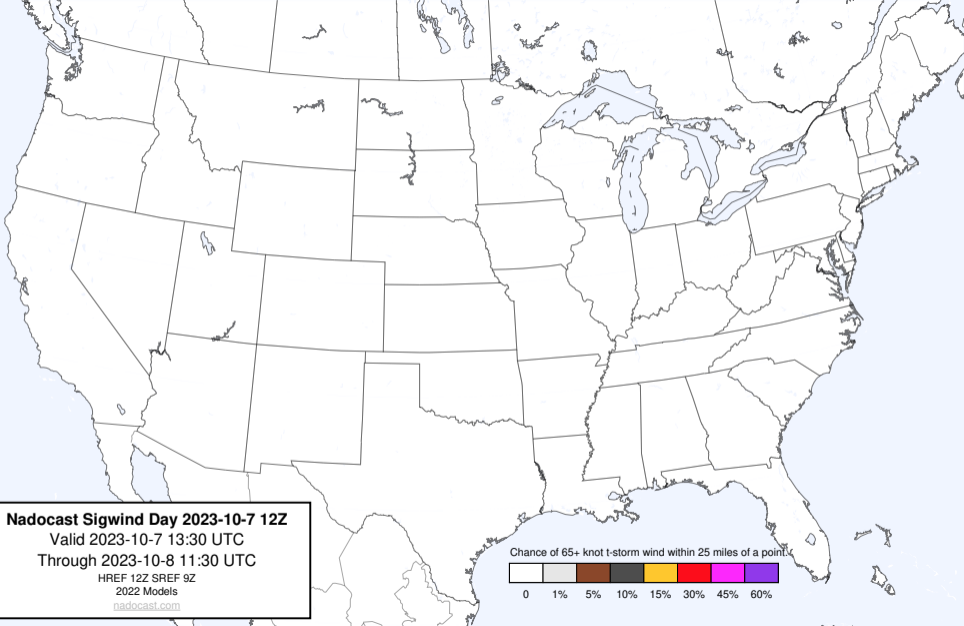 Nadocast Sigwind Day 2023-10-7 12Z
Valid 2023-10-7 13:30 UTC
Through 2023-10-8 11:30 UTC
HREF 12Z SREF 9Z
2022 Models
nadocast.com
Chance of 65+ knot t-storm wind within 25 miles of a point.
0 1% 5% 10% 15% 30% 45% 60%